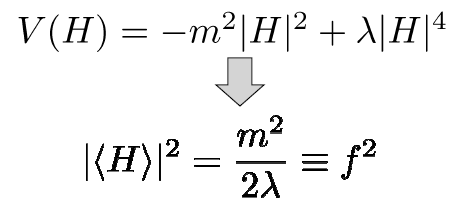 V(H) = −m²|H|² + λ|H|⁴
|⟨H⟩|² = m²/2λ ≡ f²